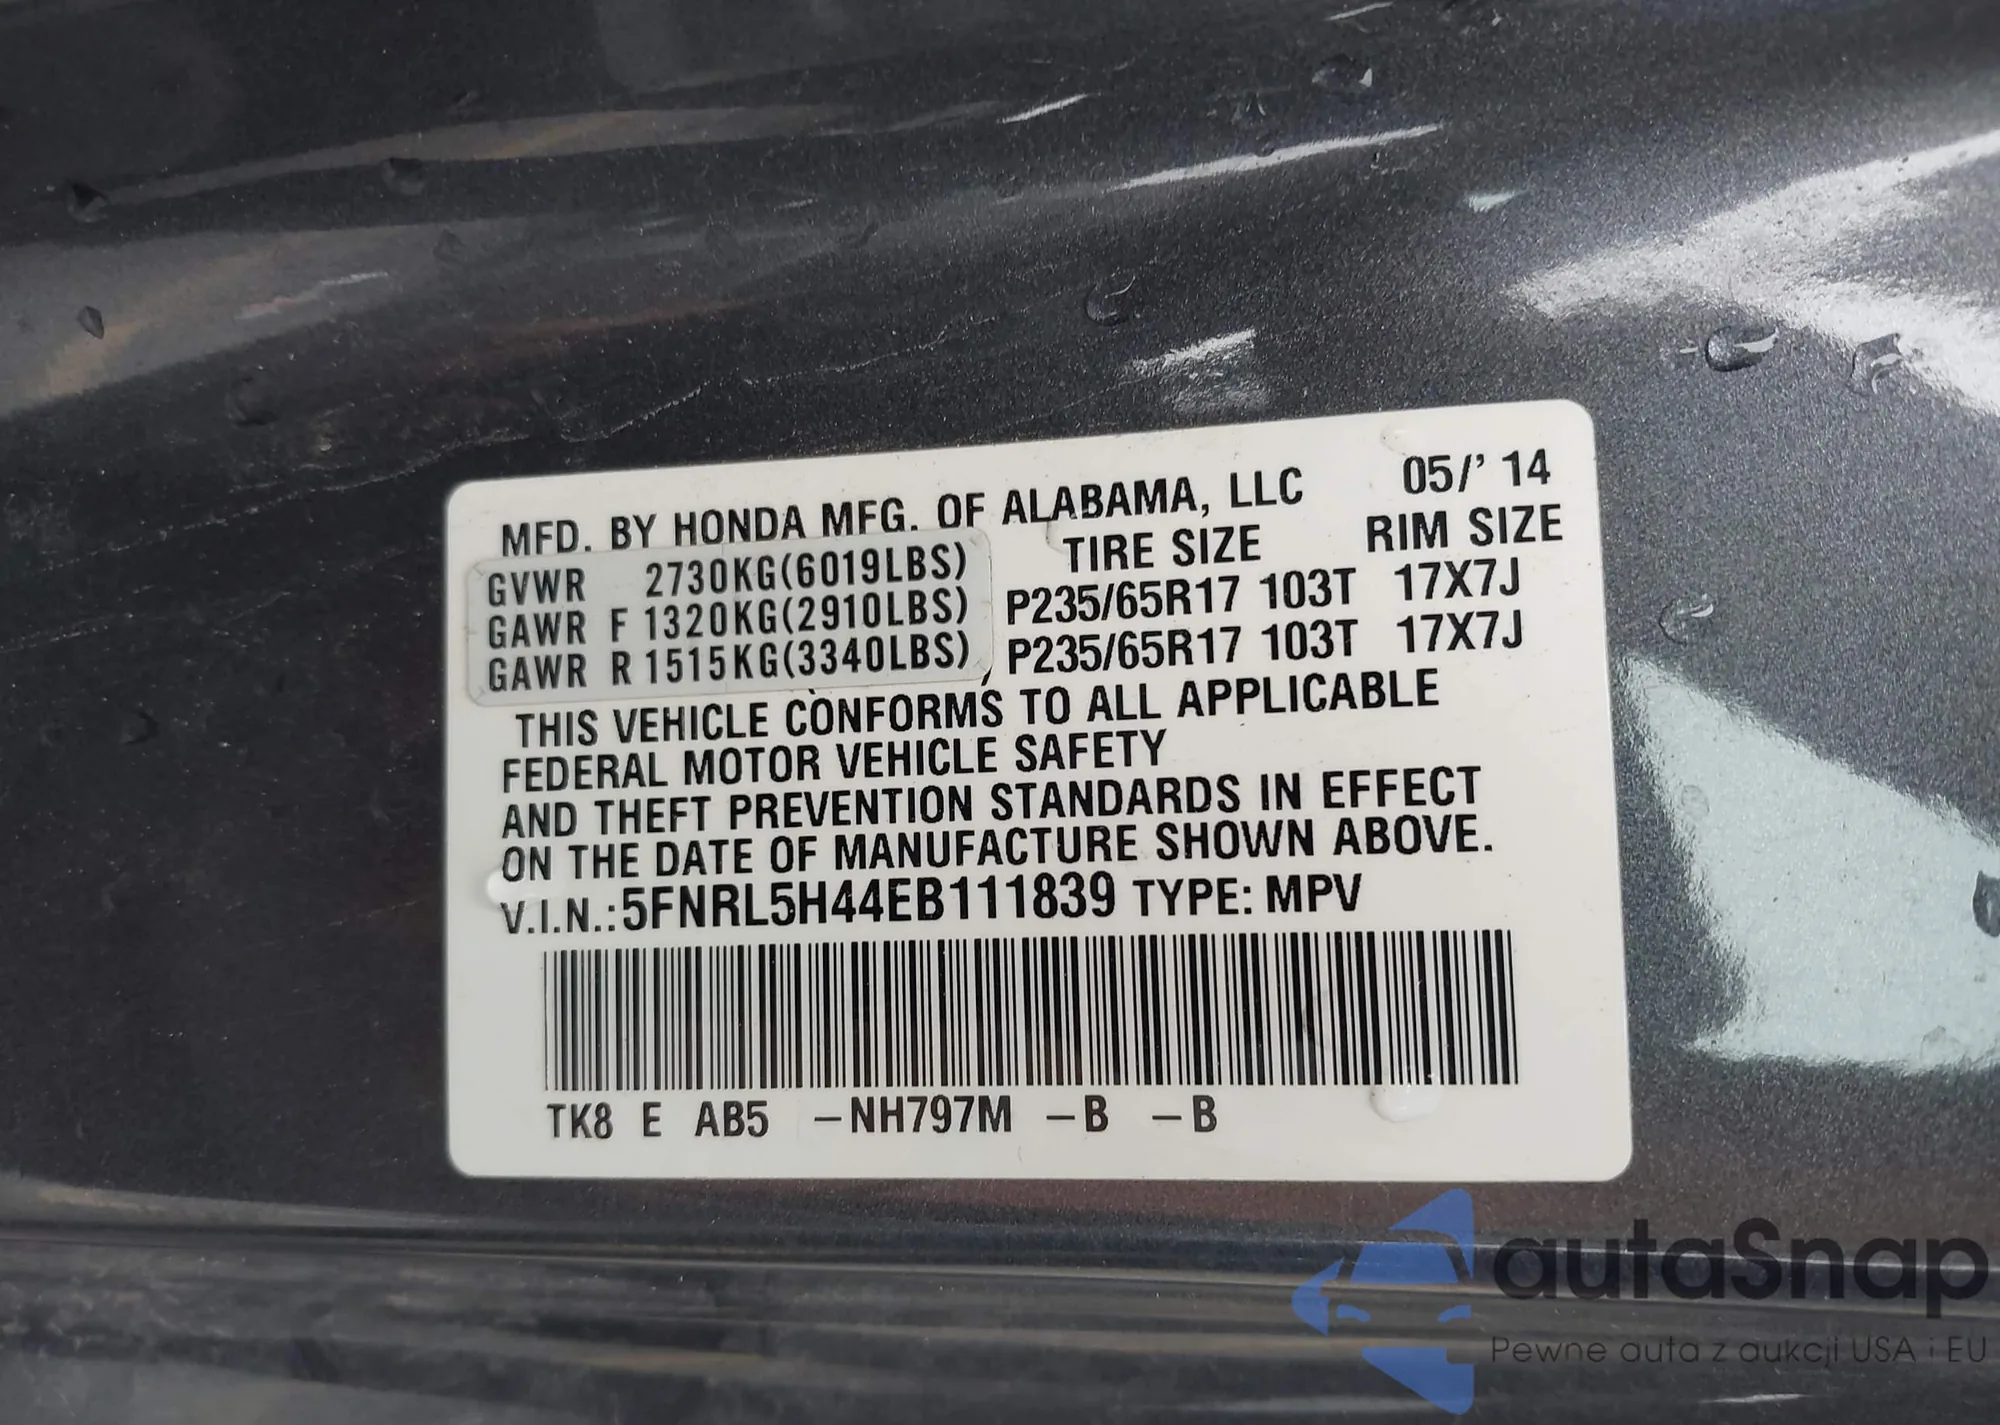 MFD. BY HONDA MFG. OF ALABAMA, LLC 05/' 14
TIRE SIZE RIM SIZE
GVWR 2730KG(6019LBS)
GAWR F 1320KG(2910LBS) P235/65R17 103T 17X7J
GAWR R 1515KG(3340LBS) P235/65R17 103T 17X7J
THIS VEHICLE CONFORMS TO ALL APPLICABLE
FEDERAL MOTOR VEHICLE SAFETY
AND THEFT PREVENTION STANDARDS IN EFFECT
ON THE DATE OF MANUFACTURE SHOWN ABOVE.
V.I.N.:5FNRL5H44EB111839 TYPE: MPV
TK8 E AB5 –NH797M –B –B
autaSnap
Pewne auta z aukcji USA i EU